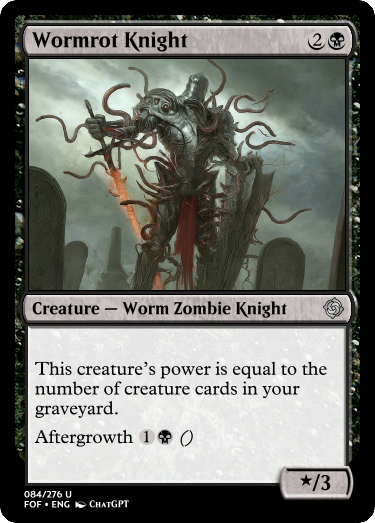 Wormrot Knight 2
Creature — Worm Zombie Knight
This creature's power is equal to the
number of creature cards in your
graveyard.
Aftergrowth 1 ()
★/3
084/276 U
FOF • ENG ChatGPT